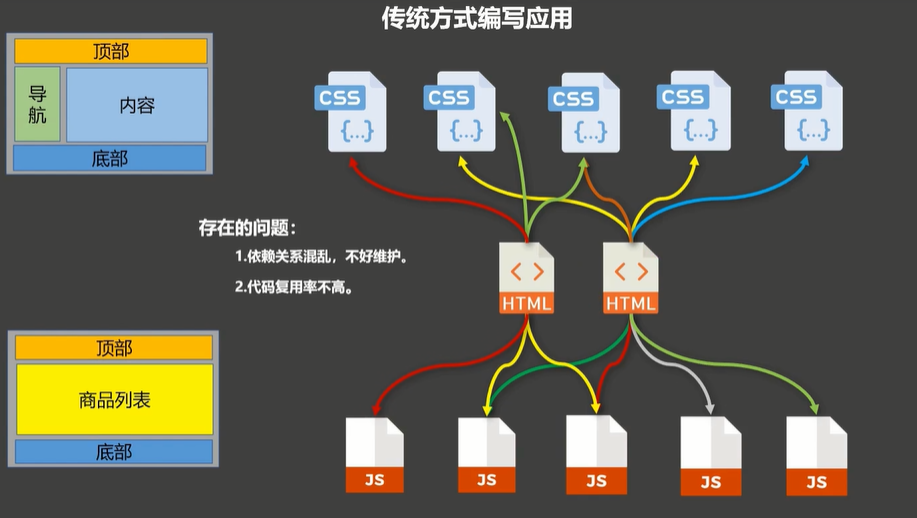 传统方式编写应用
顶部
导航
内容
底部
CSS
{...}
CSS
{...}
CSS
{...}
CSS
{...}
CSS
{...}
存在的问题：
1.依赖关系混乱，不好维护。
2.代码复用率不高。
< >
HTML
< >
HTML
顶部
商品列表
底部
JS
JS
JS
JS
JS